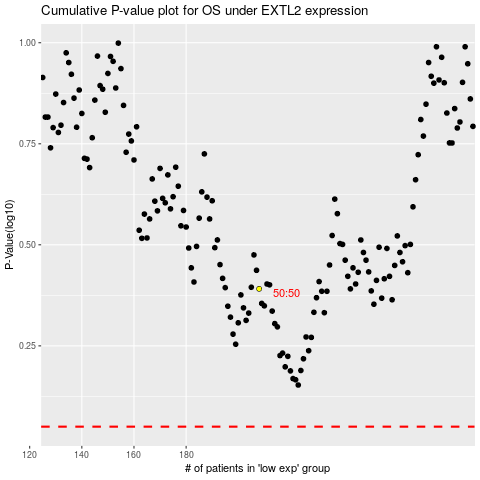 Cumulative P-value plot for OS under EXTL2 expression
P-Value(log10)
1.00
0.75
0.50
0.25
50:50
120 140 160 180
# of patients in 'low exp' group